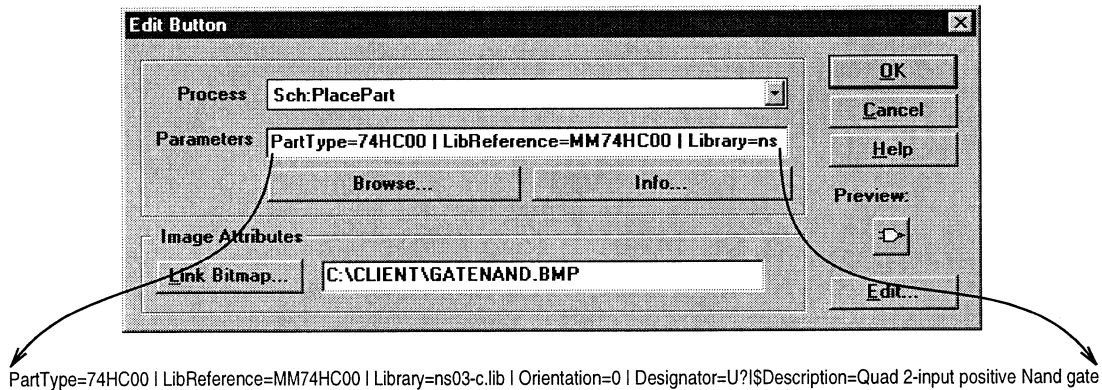 Edit Button
Process Sch:PlacePart
OK
Cancel
Parameters PartType=74HC00 | LibReference=MM74HC00 | Library=ns
Help
Browse... Info...
Preview:
Image Attributes
Link Bitmap... C:\CLIENT\GATENAND.BMP
Edit...
PartType=74HC00 | LibReference=MM74HC00 | Library=ns03-c.lib | Orientation=0 | Designator=U?|$Description=Quad 2-input positive Nand gate